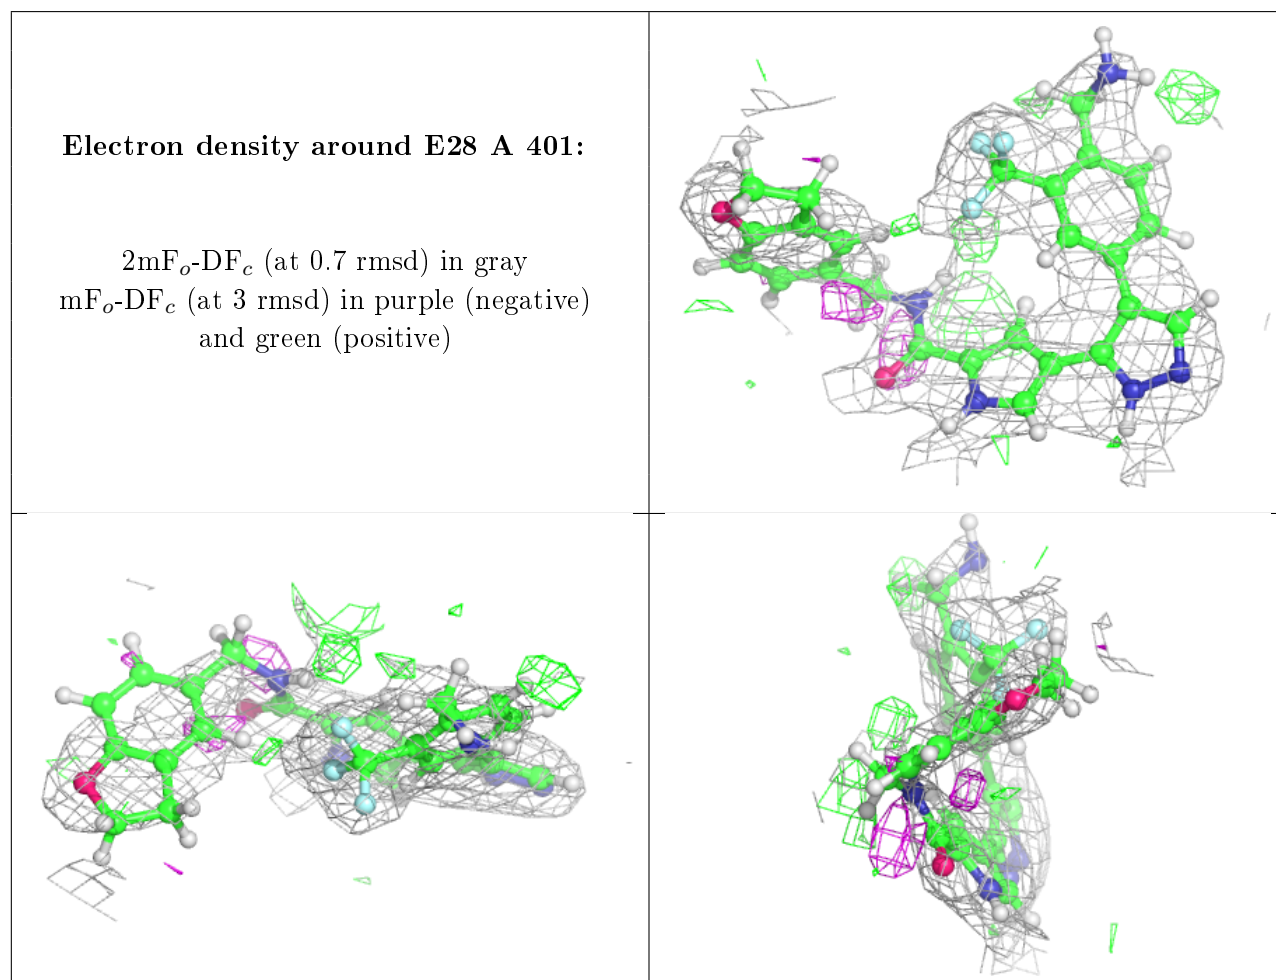 Electron density around E28 A 401:
2mFo-DFc (at 0.7 rmsd) in gray
mFo-DFc (at 3 rmsd) in purple (negative)
and green (positive)